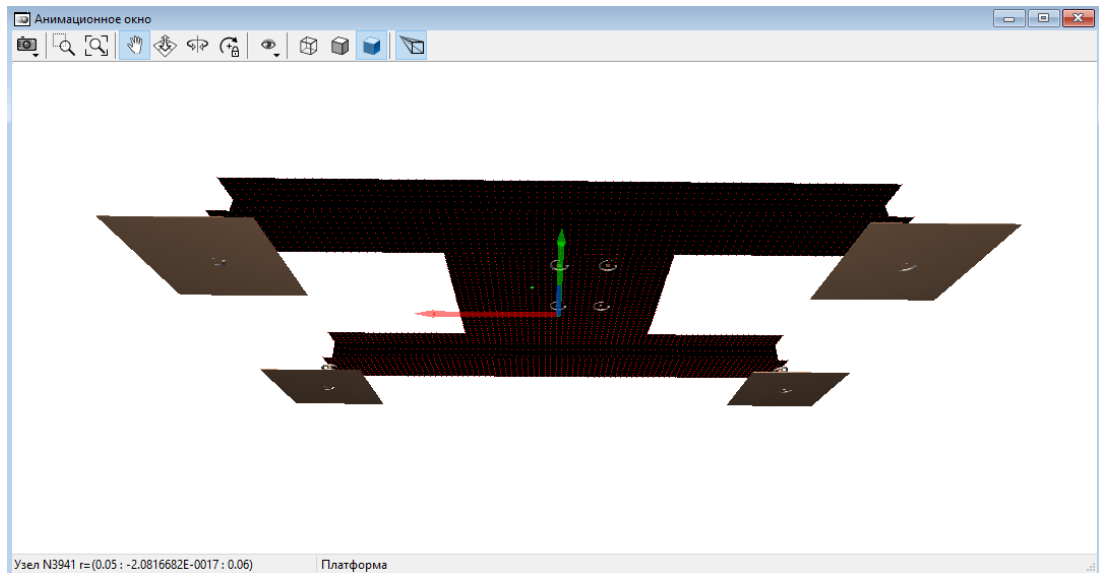 Анимационное окно
Узел N3941 r=(0.05 : -2.0816682E-0017 : 0.06) Платформа